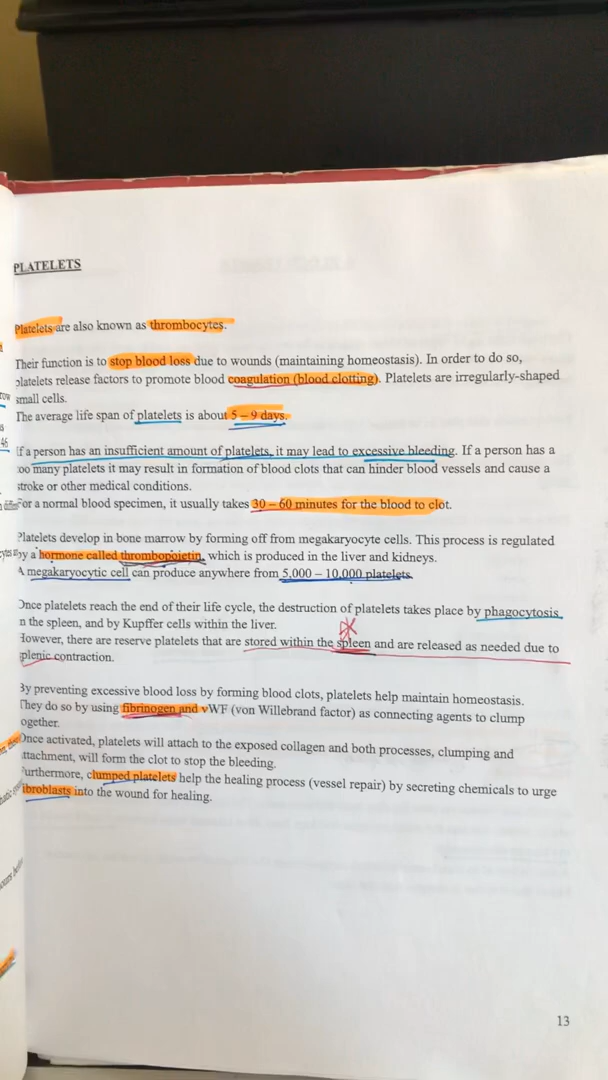 PLATELETS
Platelets are also known as thrombocytes.
Their function is to stop blood loss due to wounds (maintaining homeostasis). In order to do so,
platelets release factors to promote blood coagulation (blood clotting). Platelets are irregularly-shaped
small cells.
The average life span of platelets is about 5 – 9 days.
If a person has an insufficient amount of platelets, it may lead to excessive bleeding. If a person has a
too many platelets it may result in formation of blood clots that can hinder blood vessels and cause a
stroke or other medical conditions.
For a normal blood specimen, it usually takes 30 – 60 minutes for the blood to clot.
Platelets develop in bone marrow by forming off from megakaryocyte cells. This process is regulated
by a hormone called thrombopoietin, which is produced in the liver and kidneys.
A megakaryocytic cell can produce anywhere from 5,000 – 10,000 platelets.
Once platelets reach the end of their life cycle, the destruction of platelets takes place by phagocytosis
in the spleen, and by Kupffer cells within the liver.
However, there are reserve platelets that are stored within the spleen and are released as needed due to
splenic contraction.
By preventing excessive blood loss by forming blood clots, platelets help maintain homeostasis.
They do so by using fibrinogen and vWF (von Willebrand factor) as connecting agents to clump
together.
Once activated, platelets will attach to the exposed collagen and both processes, clumping and
attachment, will form the clot to stop the bleeding.
Furthermore, clumped platelets help the healing process (vessel repair) by secreting chemicals to urge
fibroblasts into the wound for healing.
13